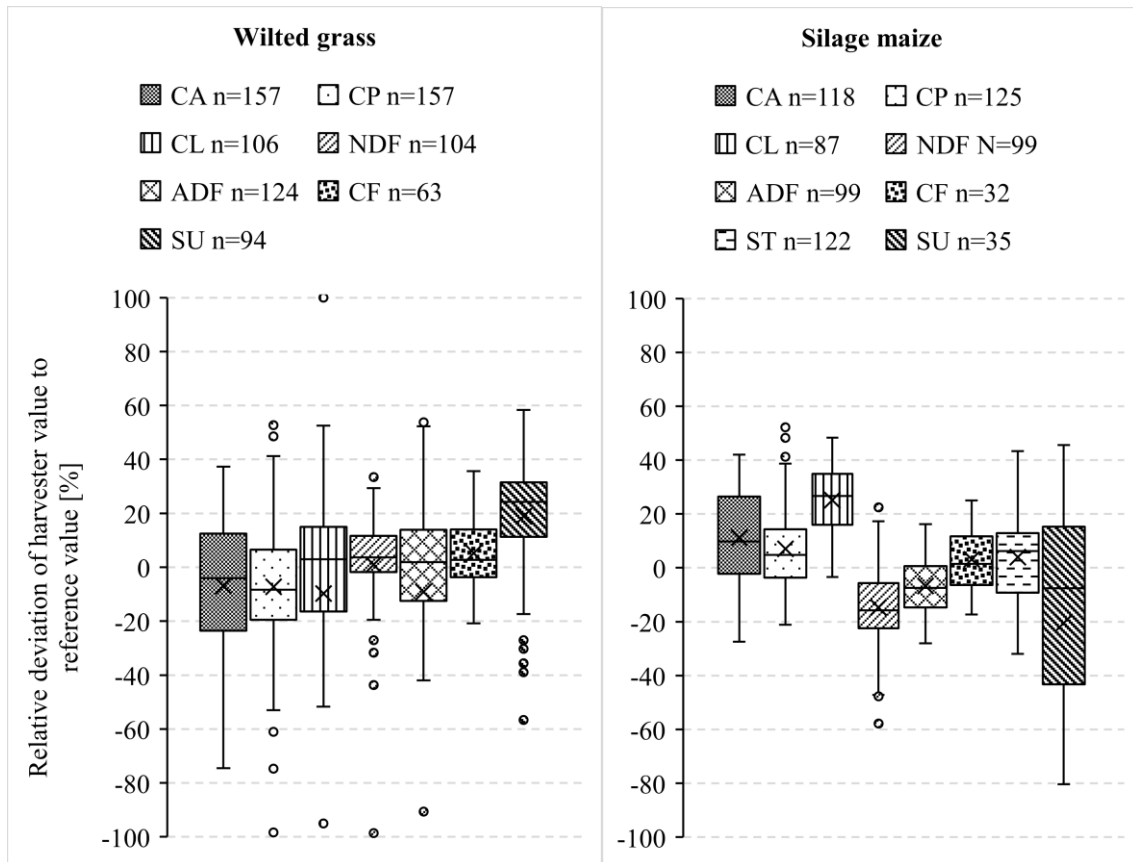 Wilted grass
CA n=157 CP n=157
CL n=106 NDF n=104
ADF n=124 CF n=63
SU n=94
Relative deviation of harvester value to
reference value [%]
100
80
60
40
20
0
-20
-40
-60
-80
-100
Silage maize
CA n=118 CP n=125
CL n=87 NDF N=99
ADF n=99 CF n=32
ST n=122 SU n=35
100
80
60
40
20
0
-20
-40
-60
-80
-100